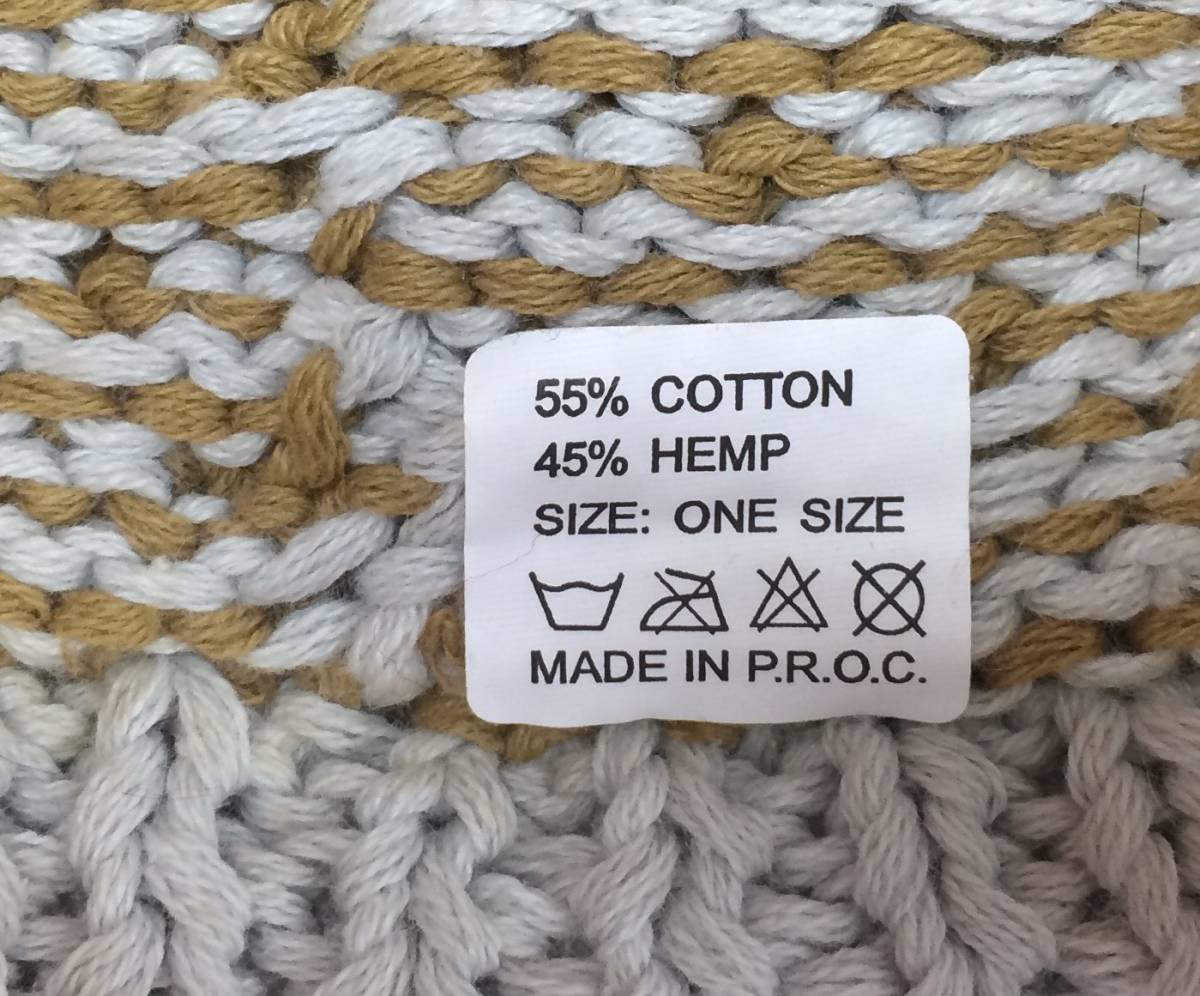 55% COTTON
45% HEMP
SIZE: ONE SIZE
MADE IN P.R.O.C.